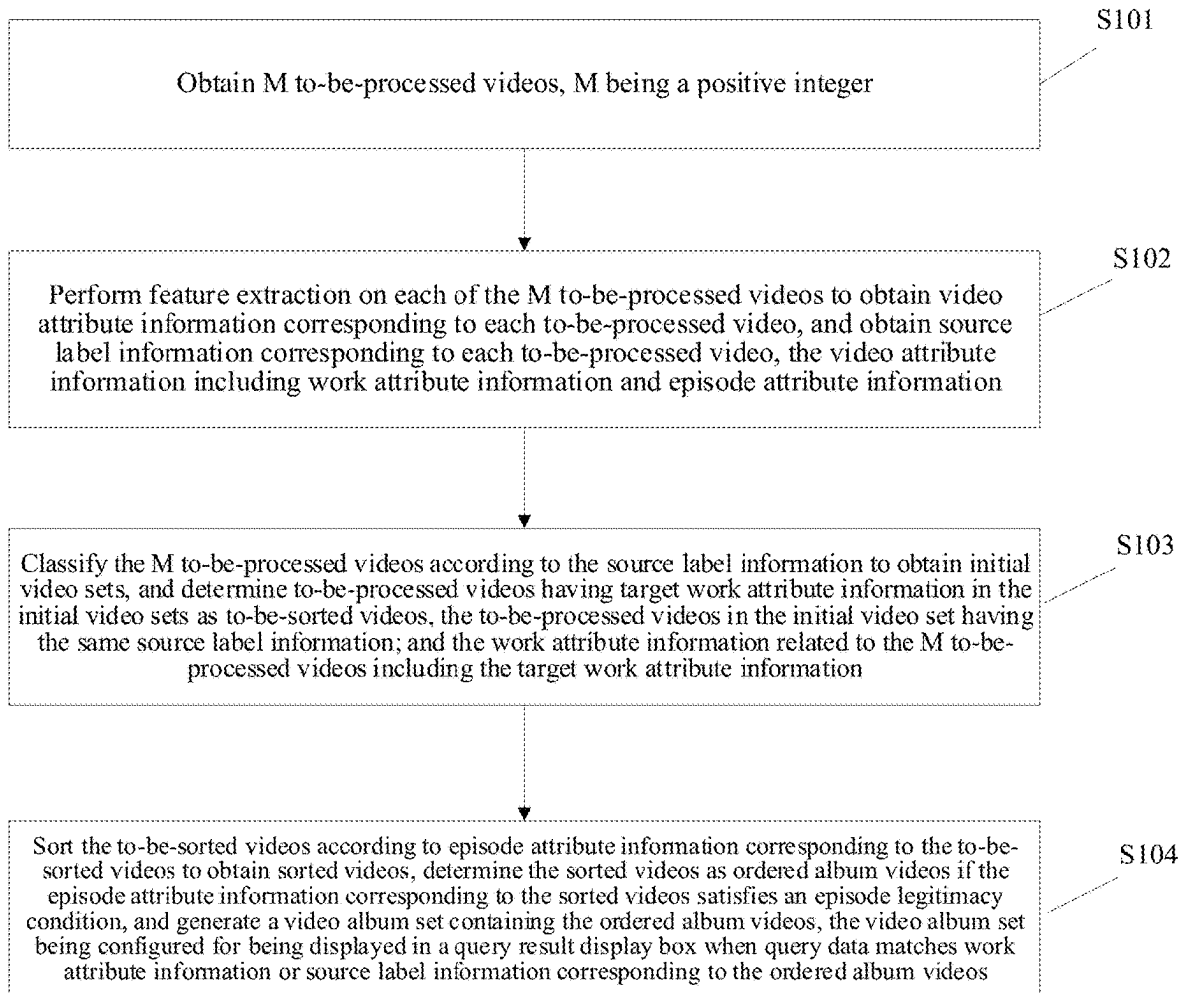 S101
Obtain M to-be-processed videos, M being a positive integer
S102
Perform feature extraction on each of the M to-be-processed videos to obtain video
attribute information corresponding to each to-be-processed video, and obtain source
label information corresponding to each to-be-processed video, the video attribute
information including work attribute information and episode attribute information
S103
Classify the M to-be-processed videos according to the source label information to obtain initial
video sets, and determine to-be-processed videos having target work attribute information in the
initial video sets as to-be-sorted videos, the to-be-processed videos in the initial video set having
the same source label information; and the work attribute information related to the M to-be-
processed videos including the target work attribute information
S104
Sort the to-be-sorted videos according to episode attribute information corresponding to the to-be-
sorted videos to obtain sorted videos, determine the sorted videos as ordered album videos if the
episode attribute information corresponding to the sorted videos satisfies an episode legitimacy
condition, and generate a video album set containing the ordered album videos, the video album set
being configured for being displayed in a query result display box when query data matches work
attribute information or source label information corresponding to the ordered album videos